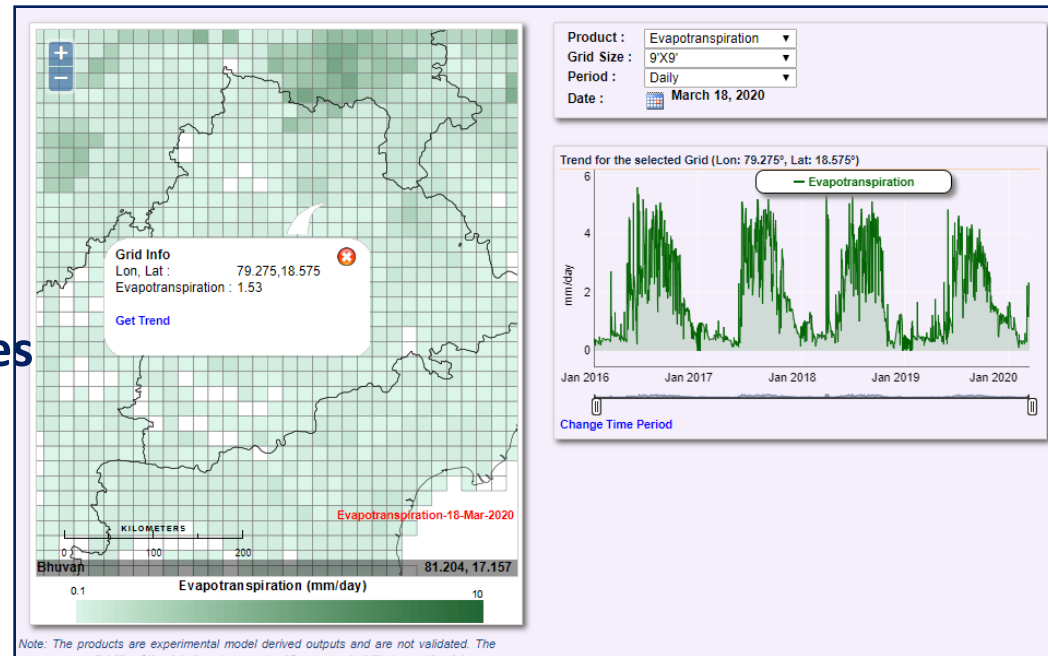 es
+
−
Grid Info
Lon, Lat : 79.275,18.575
Evapotranspiration : 1.53
Get Trend
Evapotranspiration-18-Mar-2020
KILOMETERS
0 100 200
Bhuvan 81.204, 17.157
Evapotranspiration (mm/day)
0.1 10
Note: The products are experimental model derived outputs and are not validated. The
Product : Evapotranspiration
Grid Size : 9'X9'
Period : Daily
Date : March 18, 2020
Trend for the selected Grid (Lon: 79.275º, Lat: 18.575º)
Evapotranspiration
mm/day
6
4
2
0
Jan 2016 Jan 2017 Jan 2018 Jan 2019 Jan 2020
Change Time Period